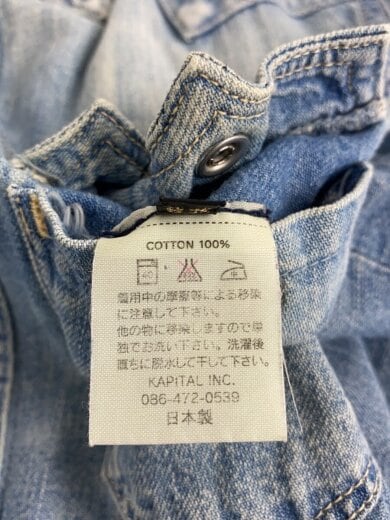 COTTON 100%
40
着用中の摩擦等による移染
に注意して下さい。
他の物に移染しますので単
独でお洗い下さい。洗濯後
直ちに脱水して干して下さい。
KAPITAL INC.
086-472-0539
日本製